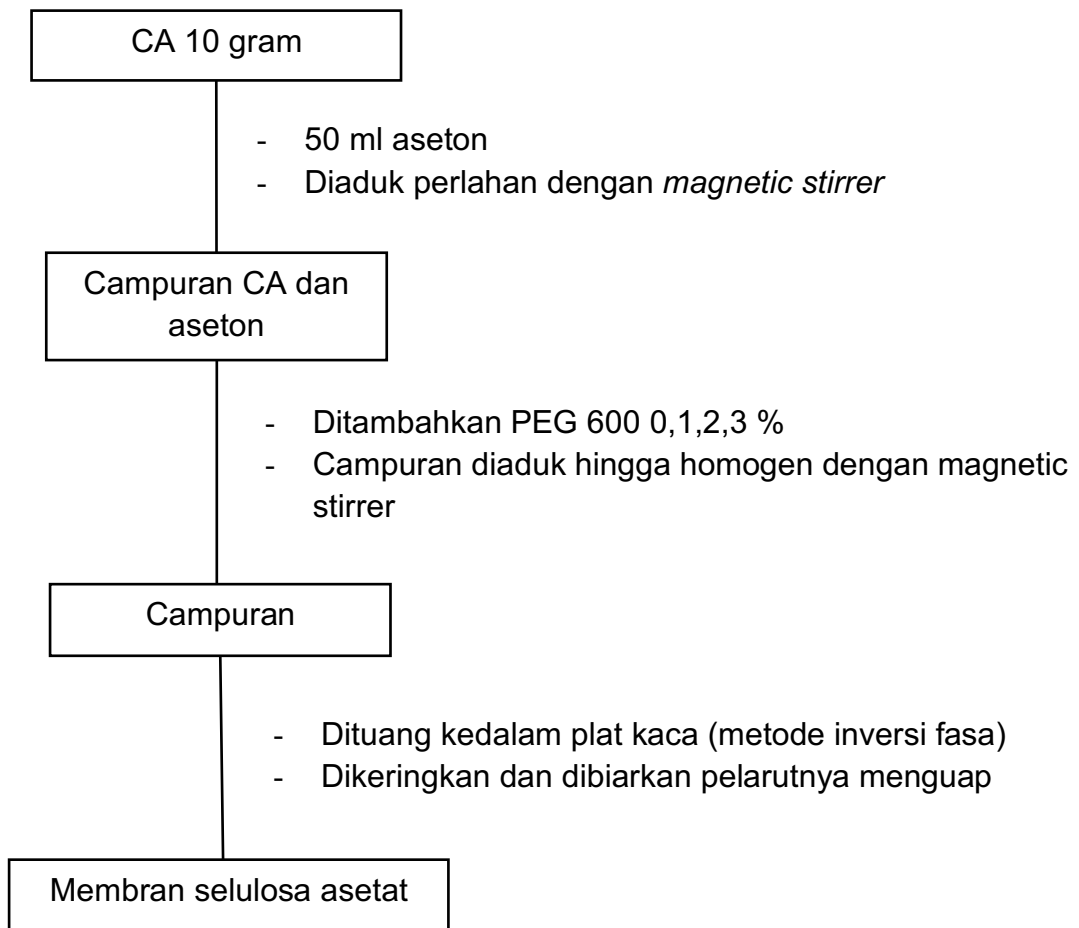 CA 10 gram
- 50 ml aseton
- Diaduk perlahan dengan magnetic stirrer
Campuran CA dan
aseton
- Ditambahkan PEG 600 0,1,2,3 %
- Campuran diaduk hingga homogen dengan magnetic
stirrer
Campuran
- Dituang kedalam plat kaca (metode inversi fasa)
- Dikeringkan dan dibiarkan pelarutnya menguap
Membran selulosa asetat